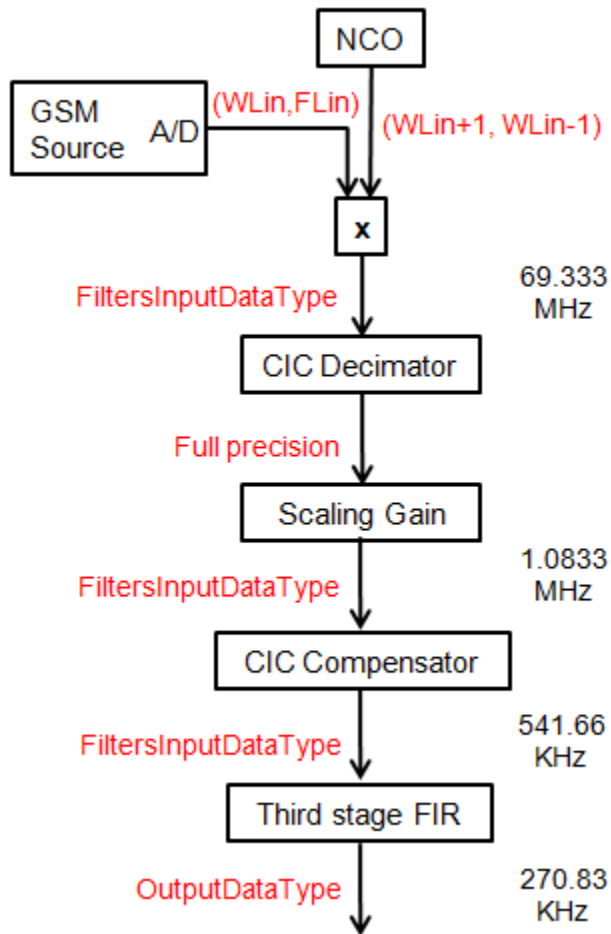 NCO
GSM
Source
A/D
(WLin,FLin)
(WLin+1, WLin-1)
x
FiltersInputDataType
69.333
MHz
CIC Decimator
Full precision
Scaling Gain
FiltersInputDataType
1.0833
MHz
CIC Compensator
FiltersInputDataType
541.66
KHz
Third stage FIR
OutputDataType
270.83
KHz